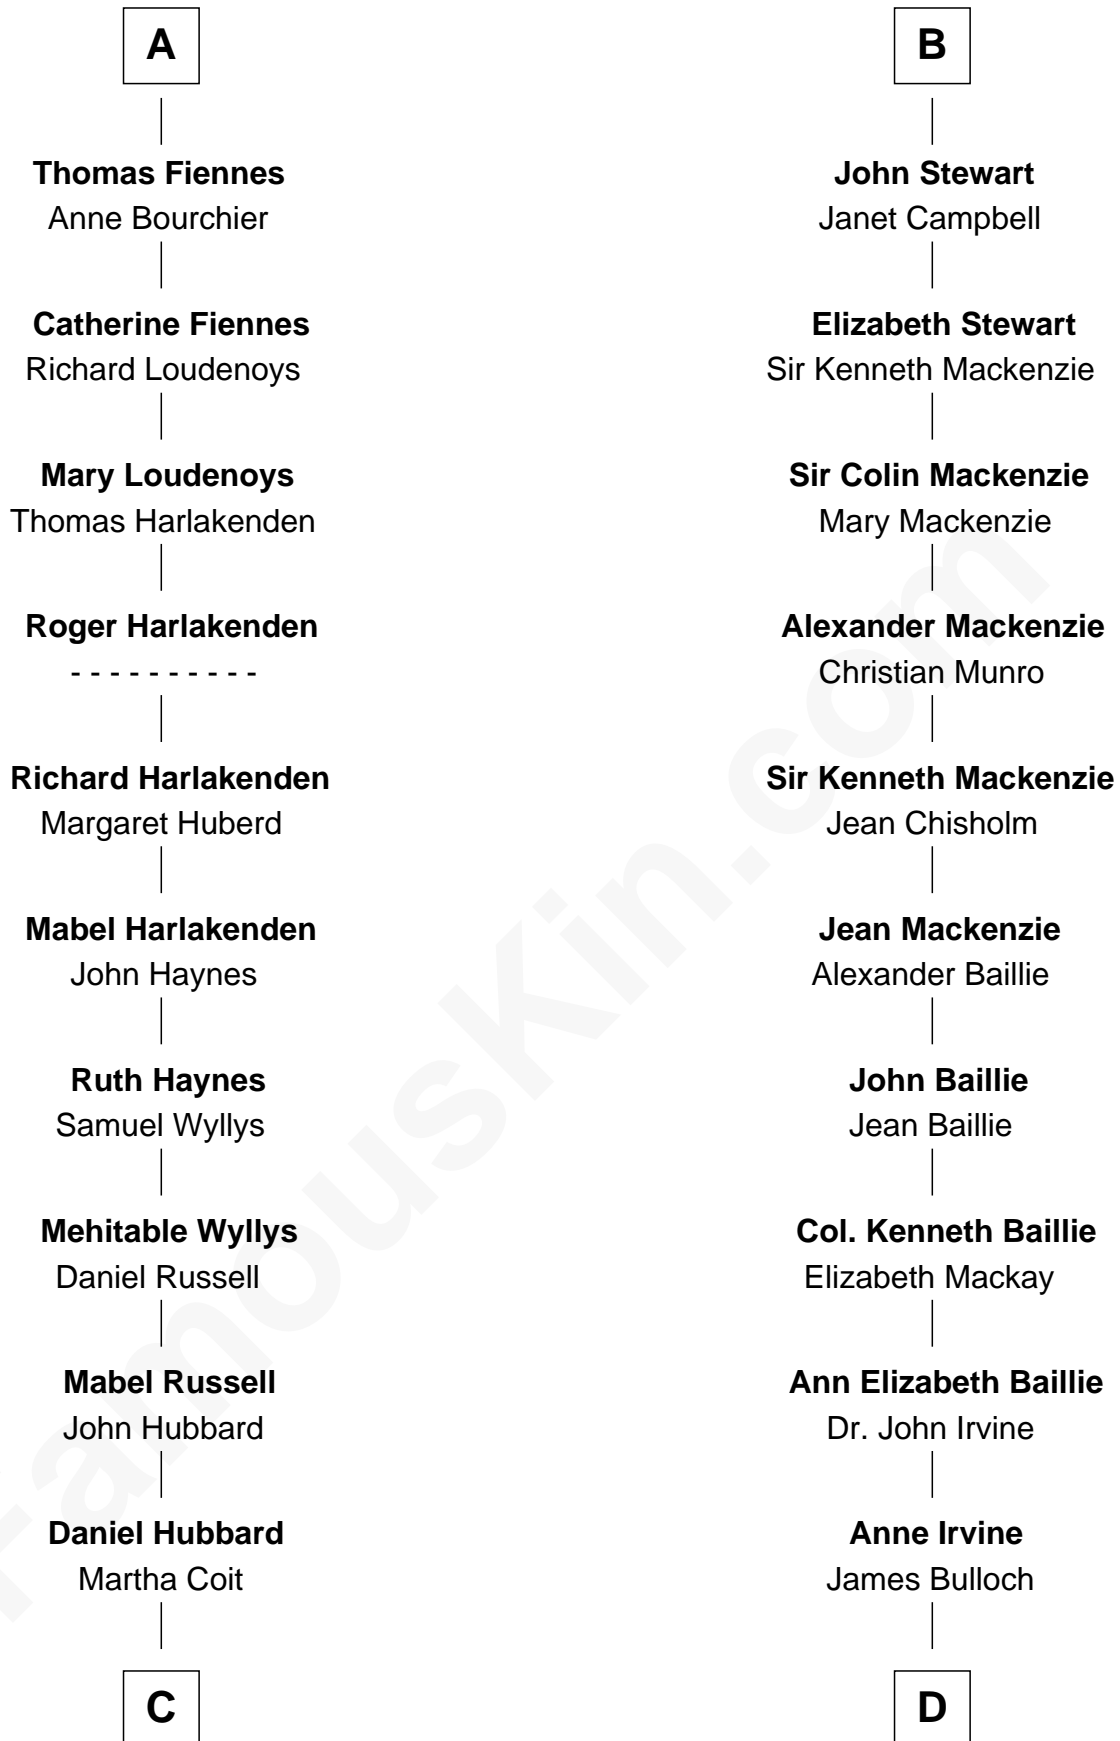 A
Thomas Fiennes
Anne Bourchier
Catherine Fiennes
Richard Loudenoys
Mary Loudenoys
Thomas Harlakenden
Roger Harlakenden
- - - - - - - - - -
Richard Harlakenden
Margaret Huberd
Mabel Harlakenden
John Haynes
Ruth Haynes
Samuel Wyllys
Mehitable Wyllys
Daniel Russell
Mabel Russell
John Hubbard
Daniel Hubbard
Martha Coit
C
B
John Stewart
Janet Campbell
Elizabeth Stewart
Sir Kenneth Mackenzie
Sir Colin Mackenzie
Mary Mackenzie
Alexander Mackenzie
Christian Munro
Sir Kenneth Mackenzie
Jean Chisholm
Jean Mackenzie
Alexander Baillie
John Baillie
Jean Baillie
Col. Kenneth Baillie
Elizabeth Mackay
Ann Elizabeth Baillie
Dr. John Irvine
Anne Irvine
James Bulloch
D
FamousKin.com